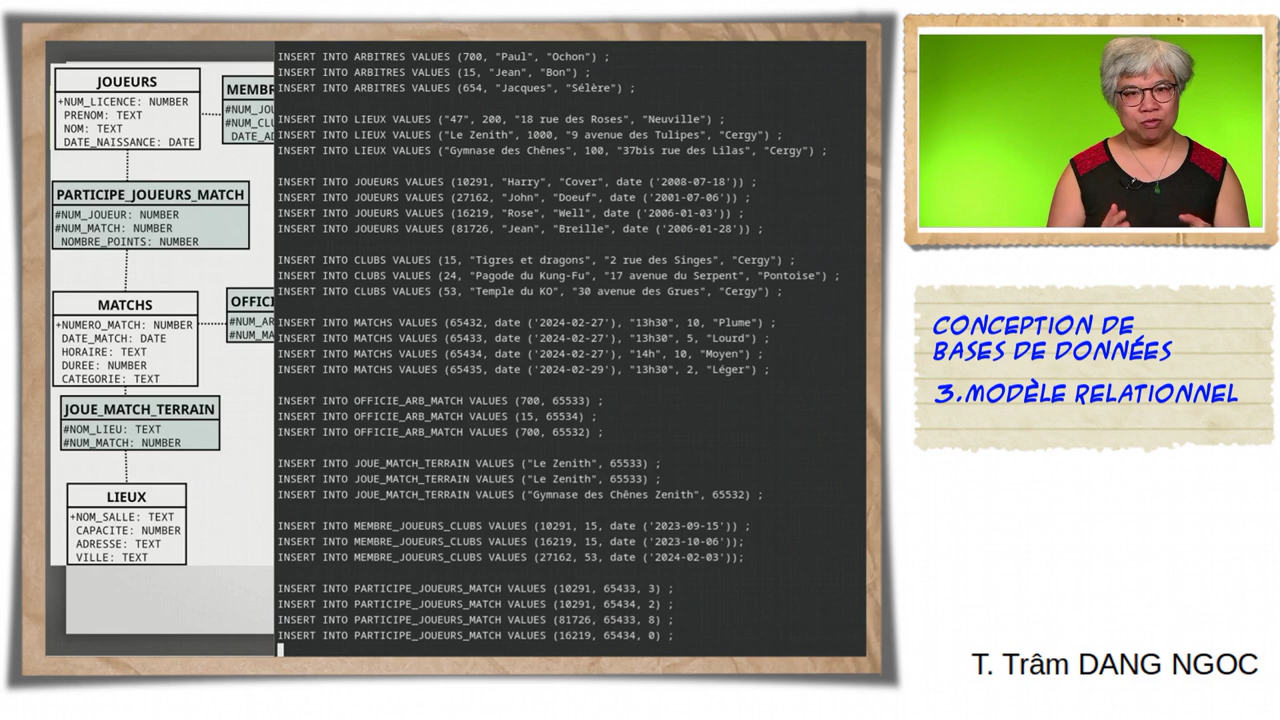 JOUEURS
+NUM_LICENCE: NUMBER
PRENOM: TEXT
NOM: TEXT
DATE_NAISSANCE: DATE
MEMBR
#NUM_JOU
#NUM_CLU
DATE_AD
PARTICIPE_JOUEURS_MATCH
#NUM_JOUEUR: NUMBER
#NUM_MATCH: NUMBER
NOMBRE_POINTS: NUMBER
MATCHS
+NUMERO_MATCH: NUMBER
DATE_MATCH: DATE
HORAIRE: TEXT
DUREE: NUMBER
CATEGORIE: TEXT
OFFICI
#NUM_AR
#NUM_MA
JOUE_MATCH_TERRAIN
#NOM_LIEU: TEXT
#NUM_MATCH: NUMBER
LIEUX
+NOM_SALLE: TEXT
CAPACITE: NUMBER
ADRESSE: TEXT
VILLE: TEXT
INSERT INTO ARBITRES VALUES (700, "Paul", "Ochon") ;
INSERT INTO ARBITRES VALUES (15, "Jean", "Bon") ;
INSERT INTO ARBITRES VALUES (654, "Jacques", "Sélère") ;
INSERT INTO LIEUX VALUES ("47", 200, "18 rue des Roses", "Neuville") ;
INSERT INTO LIEUX VALUES ("Le Zenith", 1000, "9 avenue des Tulipes", "Cergy") ;
INSERT INTO LIEUX VALUES ("Gymnase des Chênes", 100, "37bis rue des Lilas", "Cergy") ;
INSERT INTO JOUEURS VALUES (10291, "Harry", "Cover", date ('2008-07-18')) ;
INSERT INTO JOUEURS VALUES (27162, "John", "Doeuf", date ('2001-07-06')) ;
INSERT INTO JOUEURS VALUES (16219, "Rose", "Well", date ('2006-01-03')) ;
INSERT INTO JOUEURS VALUES (81726, "Jean", "Breille", date ('2006-01-28')) ;
INSERT INTO CLUBS VALUES (15, "Tigres et dragons", "2 rue des Singes", "Cergy") ;
INSERT INTO CLUBS VALUES (24, "Pagode du Kung-Fu", "17 avenue du Serpent", "Pontoise") ;
INSERT INTO CLUBS VALUES (53, "Temple du KO", "30 avenue des Grues", "Cergy") ;
INSERT INTO MATCHS VALUES (65432, date ('2024-02-27'), "13h30", 10, "Plume") ;
INSERT INTO MATCHS VALUES (65433, date ('2024-02-27'), "13h30", 5, "Lourd") ;
INSERT INTO MATCHS VALUES (65434, date ('2024-02-27'), "14h", 10, "Moyen") ;
INSERT INTO MATCHS VALUES (65435, date ('2024-02-29'), "13h30", 2, "Léger") ;
INSERT INTO OFFICIE_ARB_MATCH VALUES (700, 65533) ;
INSERT INTO OFFICIE_ARB_MATCH VALUES (15, 65534) ;
INSERT INTO OFFICIE_ARB_MATCH VALUES (700, 65532) ;
INSERT INTO JOUE_MATCH_TERRAIN VALUES ("Le Zenith", 65533) ;
INSERT INTO JOUE_MATCH_TERRAIN VALUES ("Le Zenith", 65533) ;
INSERT INTO JOUE_MATCH_TERRAIN VALUES ("Gymnase des Chênes Zenith", 65532) ;
INSERT INTO MEMBRE_JOUEURS_CLUBS VALUES (10291, 15, date ('2023-09-15')) ;
INSERT INTO MEMBRE_JOUEURS_CLUBS VALUES (16219, 15, date ('2023-10-06'));
INSERT INTO MEMBRE_JOUEURS_CLUBS VALUES (27162, 53, date ('2024-02-03'));
INSERT INTO PARTICIPE_JOUEURS_MATCH VALUES (10291, 65433, 3) ;
INSERT INTO PARTICIPE_JOUEURS_MATCH VALUES (10291, 65434, 2) ;
INSERT INTO PARTICIPE_JOUEURS_MATCH VALUES (81726, 65433, 8) ;
INSERT INTO PARTICIPE_JOUEURS_MATCH VALUES (16219, 65434, 0) ;
CONCEPTION DE
BASES DE DONNÉES
3.MODÈLE RELATIONNEL
T. Trâm DANG NGOC